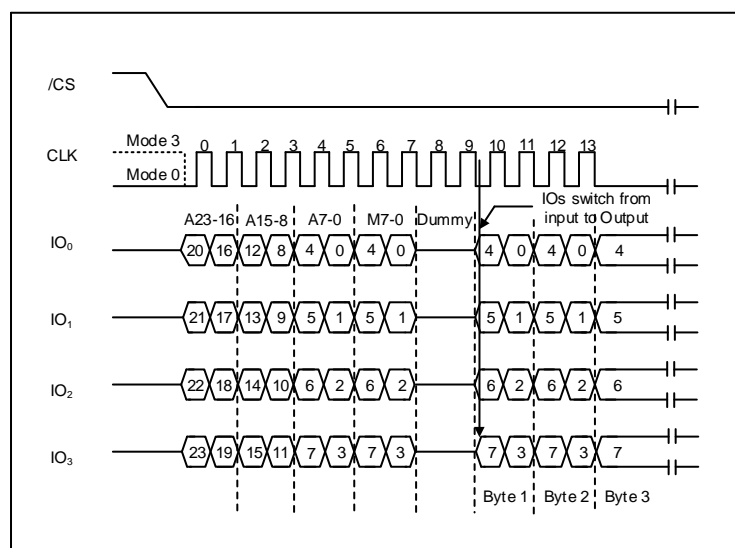 /CS
Mode 3
0 1 2 3 4 5 6 7 8 9 10 11 12 13
CLK
Mode 0
IOs switch from
input to Output
A23-16 A15-8 A7-0 M7-0 Dummy
IO0 20 16 12 8 4 0 4 0 4 0 4 0 4
IO1 21 17 13 9 5 1 5 1 5 1 5 1 5
IO2 22 18 14 10 6 2 6 2 6 2 6 2 6
IO3 23 19 15 11 7 3 7 3 7 3 7 3 7
Byte 1 Byte 2 Byte 3